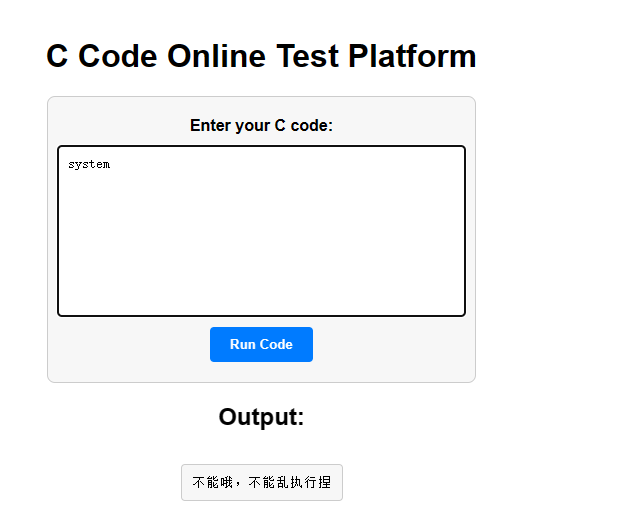 C Code Online Test Platform
Enter your C code:
system
Run Code
Output:
不能哦，不能乱执行捏